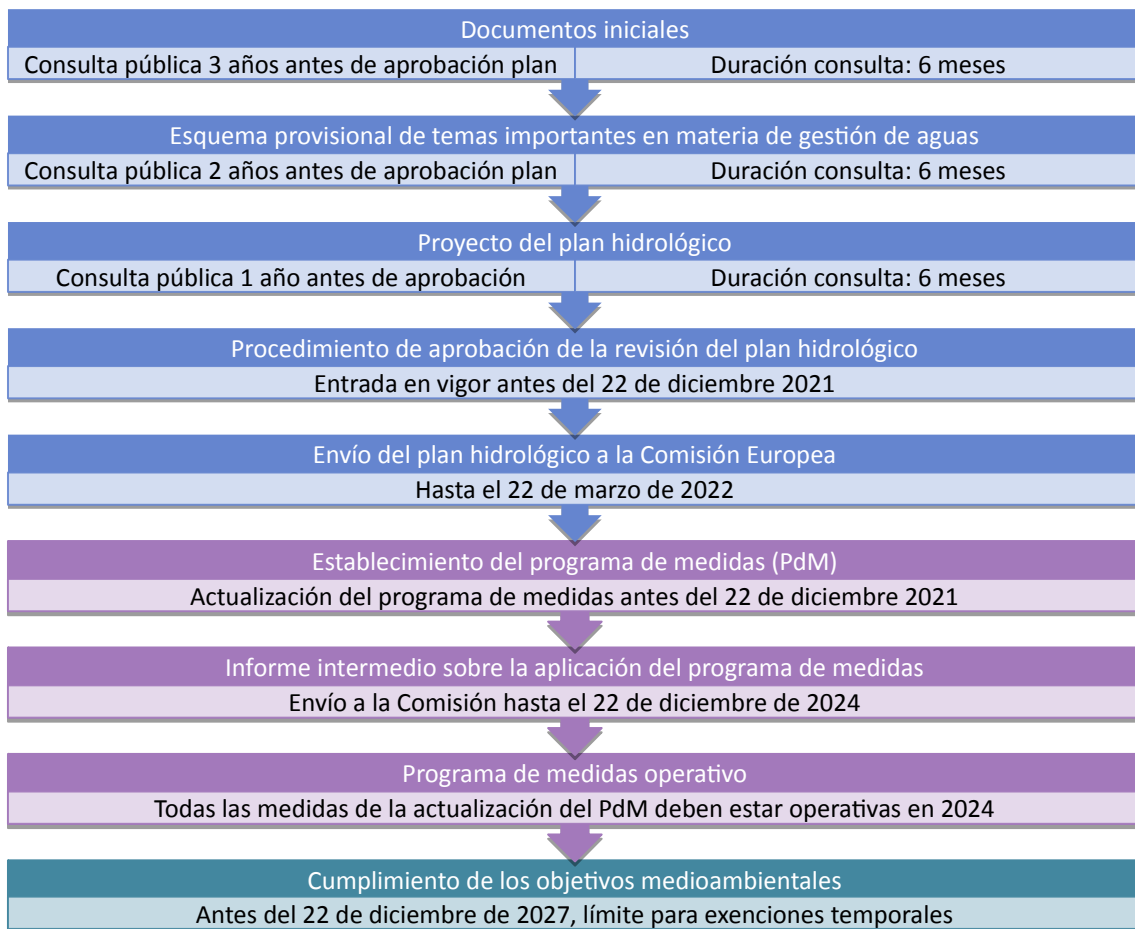 Documentos iniciales
Consulta pública 3 años antes de aprobación plan
Duración consulta: 6 meses
Esquema provisional de temas importantes en materia de gestión de aguas
Consulta pública 2 años antes de aprobación plan
Duración consulta: 6 meses
Proyecto del plan hidrológico
Consulta pública 1 año antes de aprobación
Duración consulta: 6 meses
Procedimiento de aprobación de la revisión del plan hidrológico
Entrada en vigor antes del 22 de diciembre 2021
Envío del plan hidrológico a la Comisión Europea
Hasta el 22 de marzo de 2022
Establecimiento del programa de medidas (PdM)
Actualización del programa de medidas antes del 22 de diciembre 2021
Informe intermedio sobre la aplicación del programa de medidas
Envío a la Comisión hasta el 22 de diciembre de 2024
Programa de medidas operativo
Todas las medidas de la actualización del PdM deben estar operativas en 2024
Cumplimiento de los objetivos medioambientales
Antes del 22 de diciembre de 2027, límite para exenciones temporales